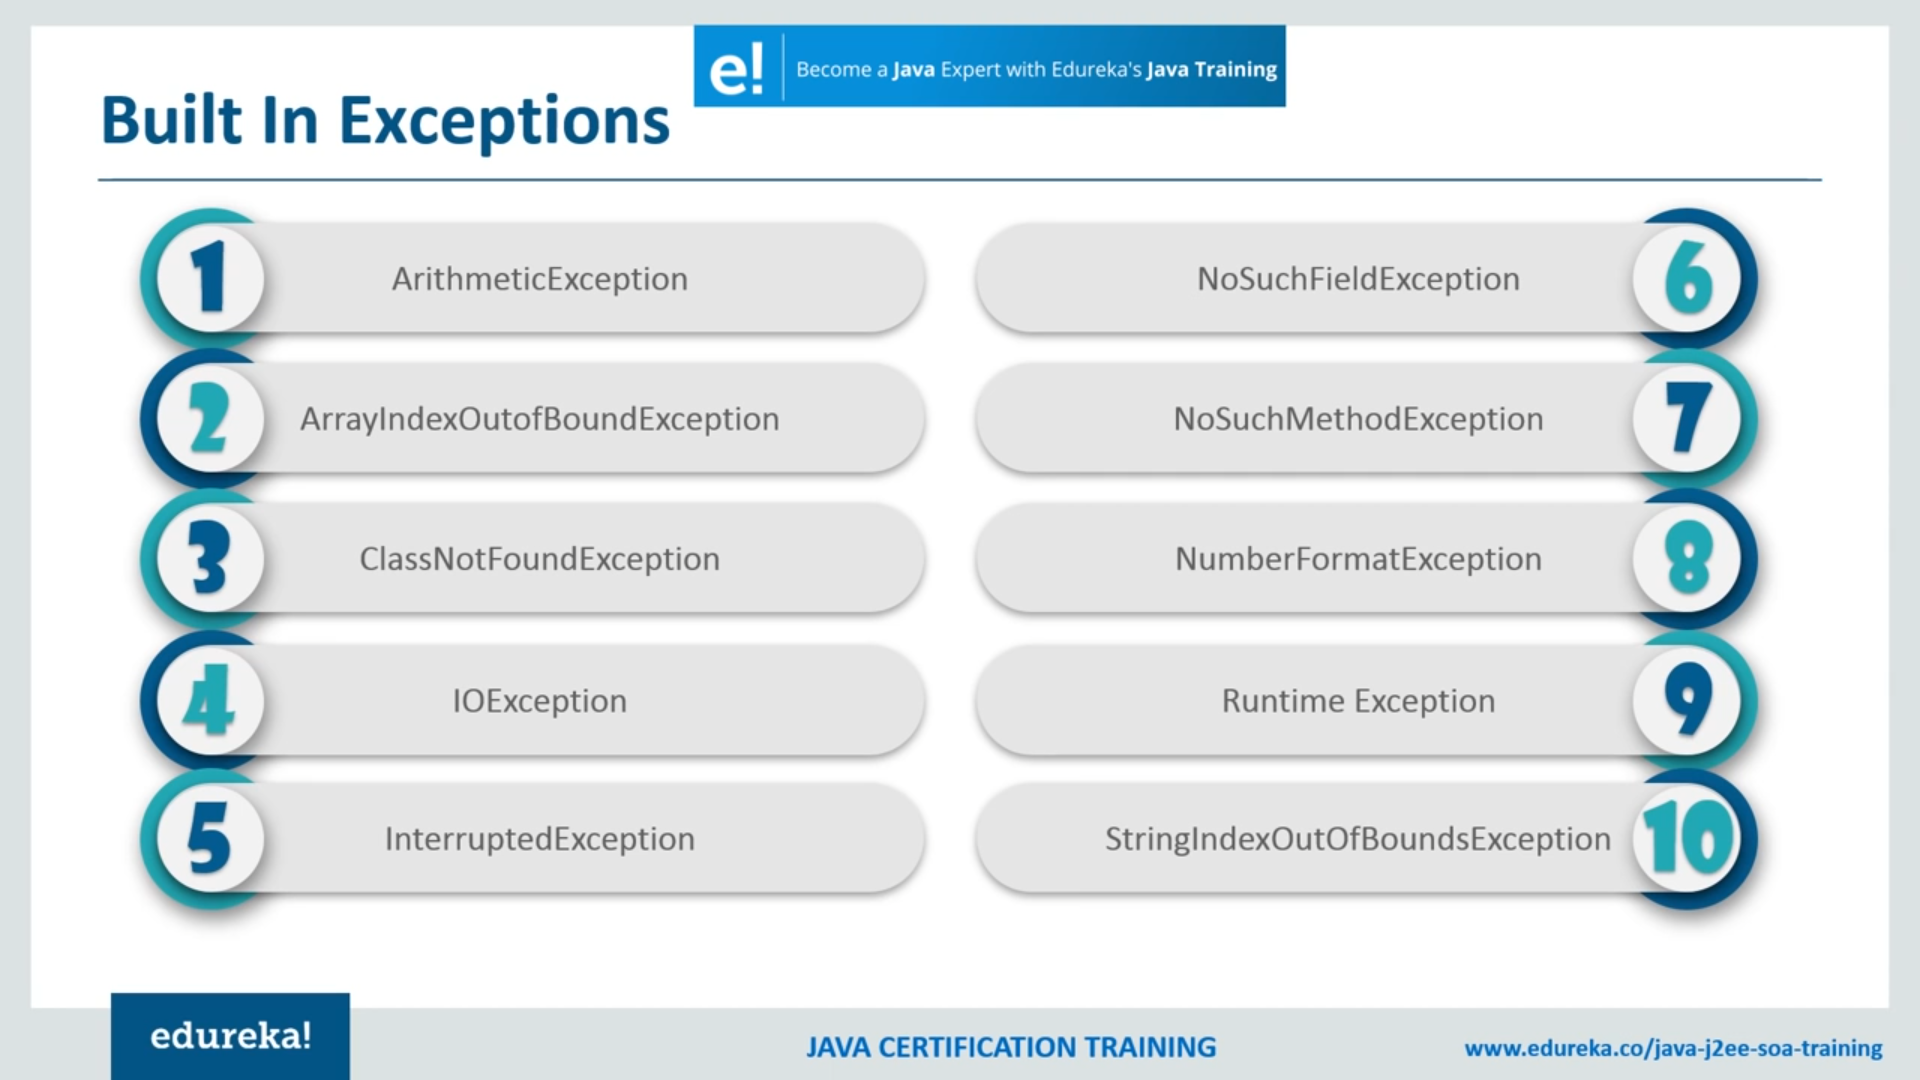 e! Become a Java Expert with Edureka's Java Training
Built In Exceptions
1 ArithmeticException
2 ArrayIndexOutofBoundException
3 ClassNotFoundException
4 IOException
5 InterruptedException
NoSuchFieldException 6
NoSuchMethodException 7
NumberFormatException 8
Runtime Exception 9
StringIndexOutOfBoundsException 10
edureka!
JAVA CERTIFICATION TRAINING
www.edureka.co/java-j2ee-soa-training